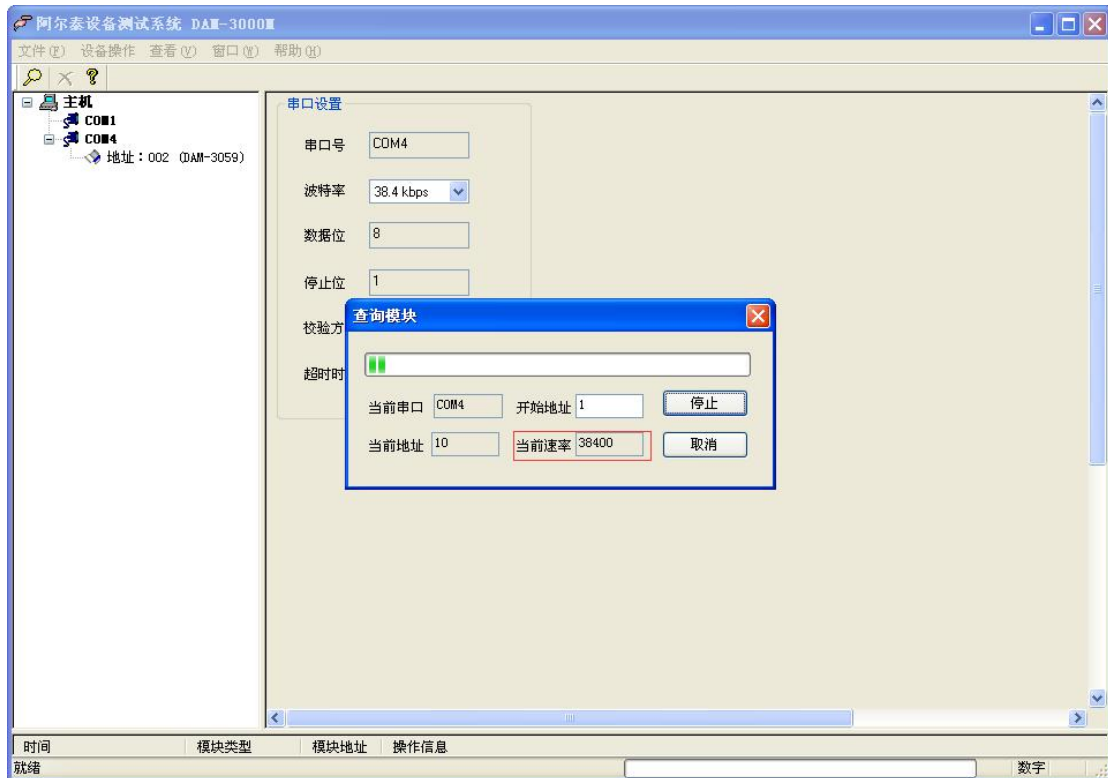 阿尔泰设备测试系统 DAM-3000M
文件(F) 设备操作 查看(V) 窗口(W) 帮助(H)
主机
COM1
COM4
地址：002 (DAM-3059)
串口设置
串口号 COM4
波特率 38.4 kbps
数据位 8
停止位 1
校验方
超时时
查询模块
当前串口 COM4 开始地址 1 停止
当前地址 10 当前速率 38400 取消
时间 模块类型 模块地址 操作信息
就绪 数字